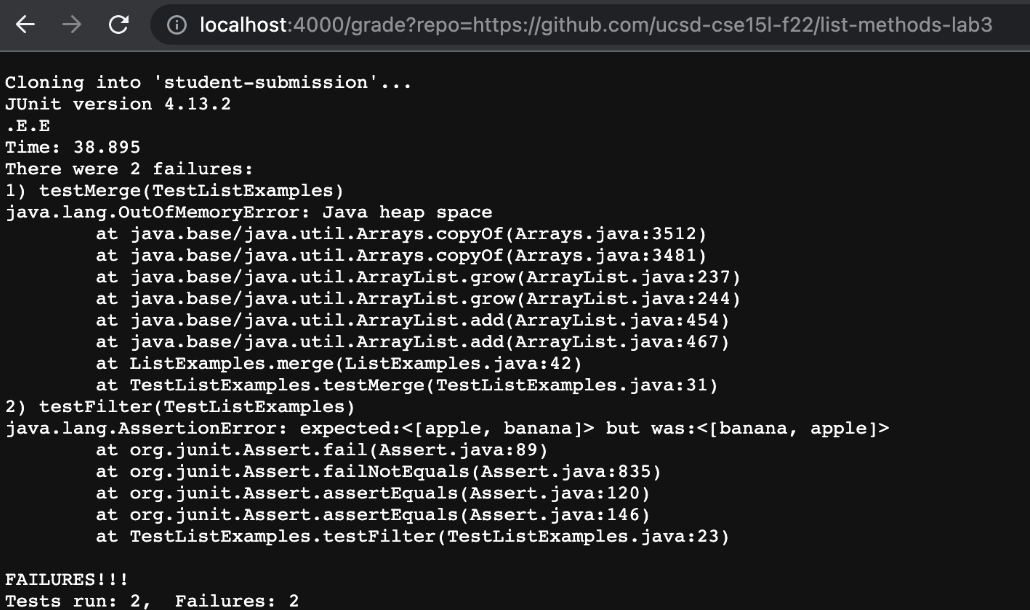 localhost:4000/grade?repo=https://github.com/ucsd-cse15l-f22/list-methods-lab3
Cloning into 'student-submission'...
JUnit version 4.13.2
.E.E
Time: 38.895
There were 2 failures:
1) testMerge(TestListExamples)
java.lang.OutOfMemoryError: Java heap space
        at java.base/java.util.Arrays.copyOf(Arrays.java:3512)
        at java.base/java.util.Arrays.copyOf(Arrays.java:3481)
        at java.base/java.util.ArrayList.grow(ArrayList.java:237)
        at java.base/java.util.ArrayList.grow(ArrayList.java:244)
        at java.base/java.util.ArrayList.add(ArrayList.java:454)
        at java.base/java.util.ArrayList.add(ArrayList.java:467)
        at ListExamples.merge(ListExamples.java:42)
        at TestListExamples.testMerge(TestListExamples.java:31)
2) testFilter(TestListExamples)
java.lang.AssertionError: expected:<[apple, banana]> but was:<[banana, apple]>
        at org.junit.Assert.fail(Assert.java:89)
        at org.junit.Assert.failNotEquals(Assert.java:835)
        at org.junit.Assert.assertEquals(Assert.java:120)
        at org.junit.Assert.assertEquals(Assert.java:146)
        at TestListExamples.testFilter(TestListExamples.java:23)
FAILURES!!!
Tests run: 2,  Failures: 2